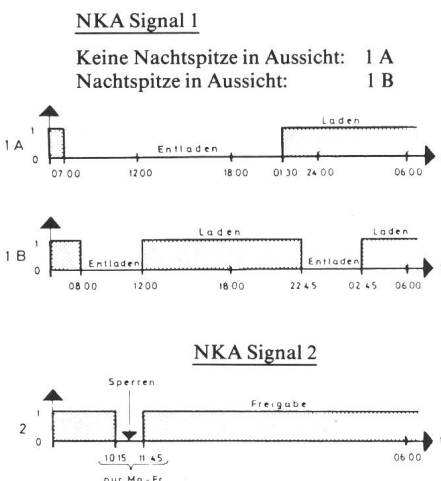 NKA Signal 1
Keine Nachtspitze in Aussicht: 1 A
Nachtspitze in Aussicht: 1 B
Laden
1
1 A
Entladen
0
07 00 12 00 18 00 01 30 24 00 06 00
Laden Laden
1
1 B
Entladen Entladen
0
08 00 12 00 18 00 22 45 02 45 06 00
NKA Signal 2
Sperren
Freigabe
1
2
0
10 15 11 45 06 00
nur Mo-Fr